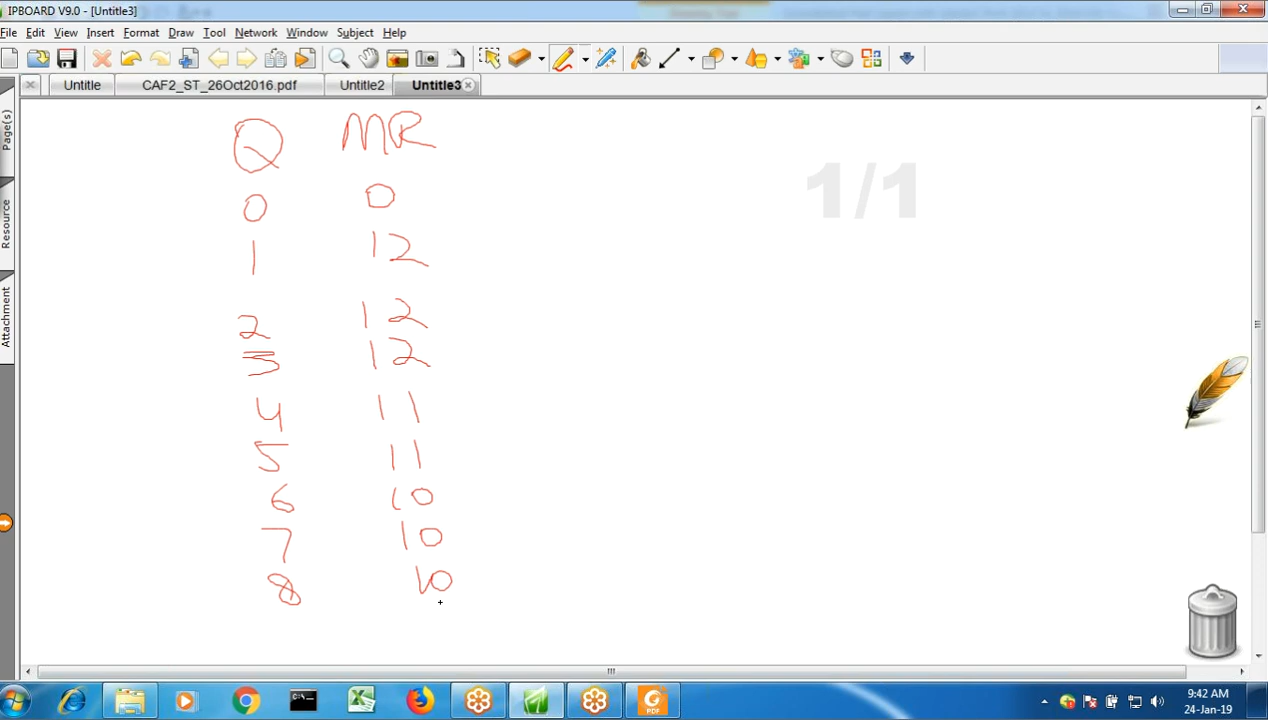 IPBOARD V9.0 - [Untitle3]
File Edit View Insert Format Draw Tool Network Window Subject Help
Untitle CAF2_ST_26Oct2016.pdf Untitle2 Untitle3
Page(s)
Resource
Attachment
1/1
Q MR
0 0
1 12
2 12
3 12
4 11
5 11
6 10
7 10
8 10
PDF
9:42 AM
24-Jan-19